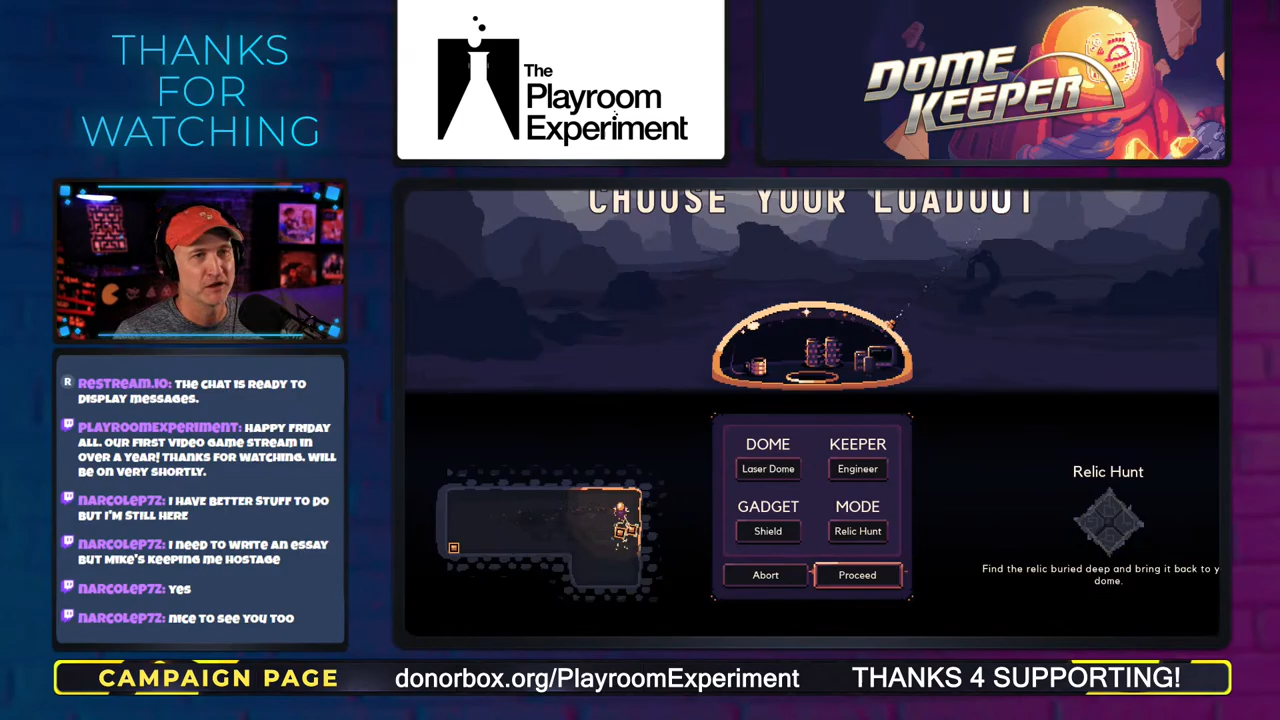 THANKS
FOR
WATCHING
The
Playroom
Experiment
DOME
KEEPER
R
RESTREAM.IO: THE CHAT IS READY TO
DISPLAY MESSAGES.
PLAYROOMEXPERIMENT: HAPPY FRIDAY
ALL. OUR FIRST VIDEO GAME STREAM IN
OVER A YEAR! THANKS FOR WATCHING. WILL
BE ON VERY SHORTLY.
NARCOLEP7Z: I HAVE BETTER STUFF TO DO
BUT I'M STILL HERE
NARCOLEP7Z: I NEED TO WRITE AN ESSAY
BUT MIKE'S KEEPING ME HOSTAGE
NARCOLEP7Z: YES
NARCOLEP7Z: NICE TO SEE YOU TOO
CHOOSE YOUR LOADOUT
DOME
Laser Dome
KEEPER
Engineer
GADGET
Shield
MODE
Relic Hunt
Abort
Proceed
Relic Hunt
Find the relic buried deep and bring it back to y
dome.
CAMPAIGN PAGE
donorbox.org/PlayroomExperiment
THANKS 4 SUPPORTING!